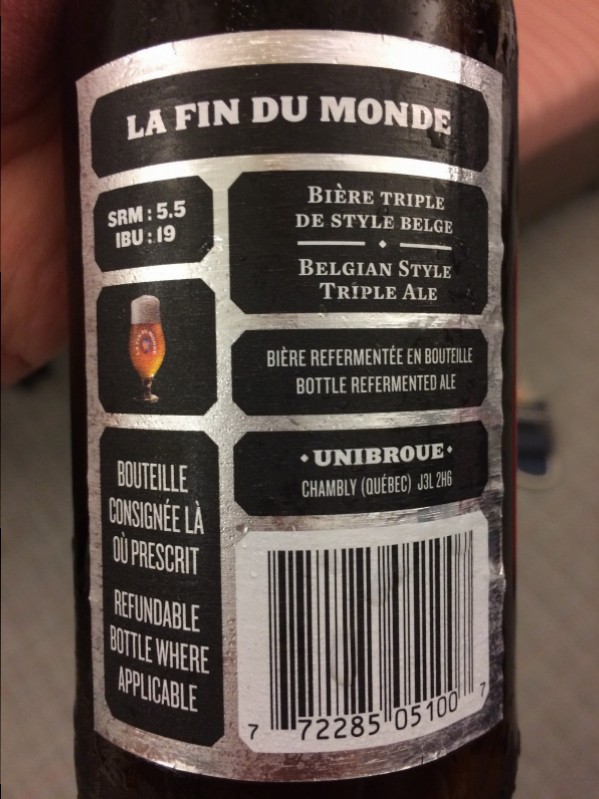 LA FIN DU MONDE
SRM : 5.5
IBU : 19
BIÈRE TRIPLE
DE STYLE BELGE
BELGIAN STYLE
TRIPLE ALE
BIÈRE REFERMENTÉE EN BOUTEILLE
BOTTLE REFERMENTED ALE
• UNIBROUE •
CHAMBLY (QUÉBEC) J3L 2H6
BOUTEILLE
CONSIGNÉE LÀ
OÙ PRESCRIT
REFUNDABLE
BOTTLE WHERE
APPLICABLE
7 72285 05100 7